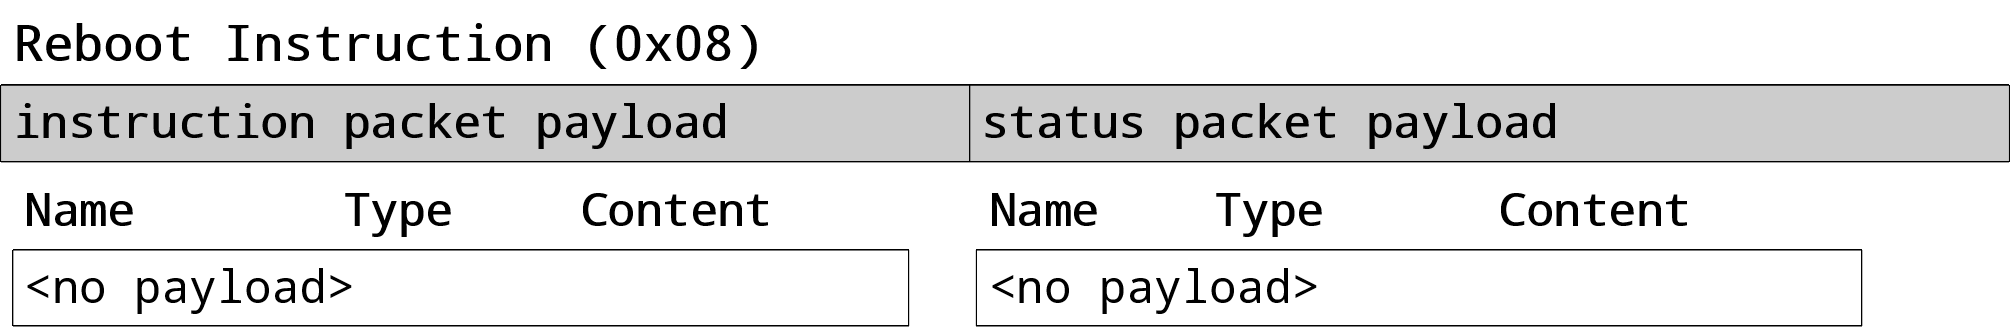 Reboot Instruction (0x08)
instruction packet payload status packet payload
Name Type Content Name Type Content
<no payload> <no payload>